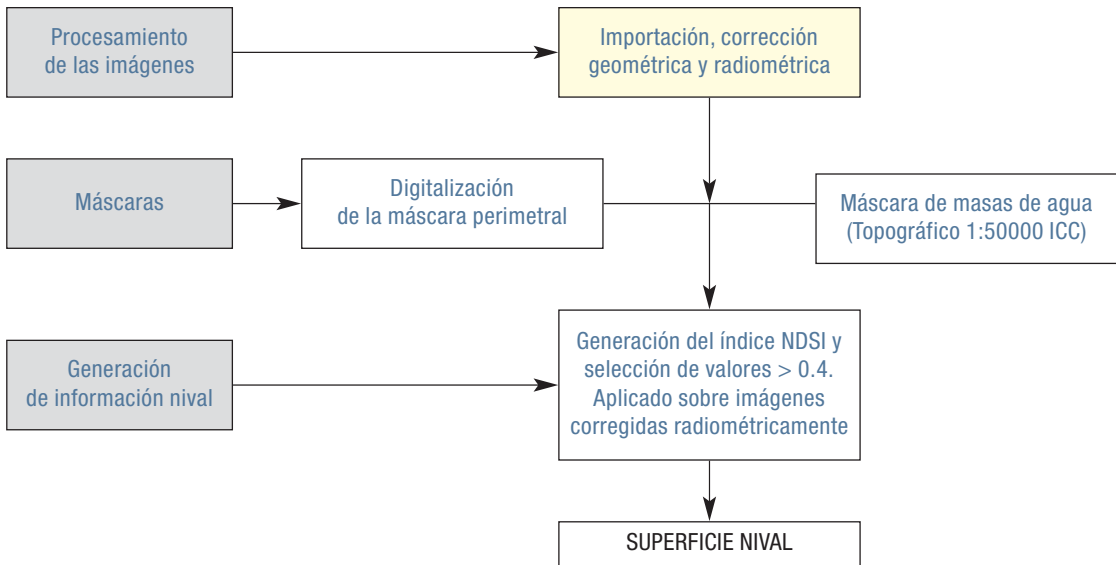 Procesamiento
de las imágenes
Importación, corrección
geométrica y radiométrica
Máscaras
Digitalización
de la máscara perimetral
Máscara de masas de agua
(Topográfico 1:50000 ICC)
Generación
de información nival
Generación del índice NDSI y
selección de valores > 0.4.
Aplicado sobre imágenes
corregidas radiométricamente
SUPERFICIE NIVAL